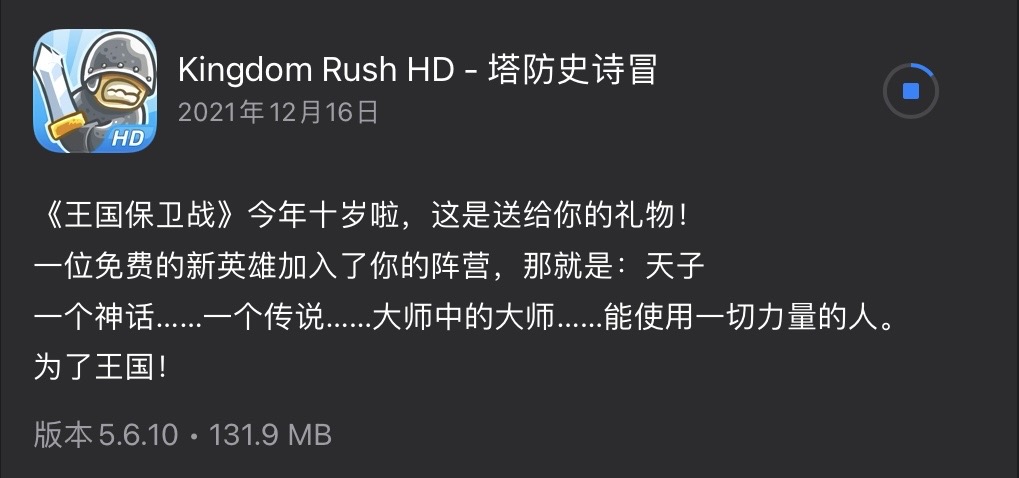 Kingdom Rush HD - 塔防史诗冒
2021年12月16日
HD
《王国保卫战》今年十岁啦，这是送给你的礼物！
一位免费的新英雄加入了你的阵营，那就是：天子
一个神话……一个传说……大师中的大师……能使用一切力量的人。
为了王国！
版本 5.6.10 • 131.9 MB